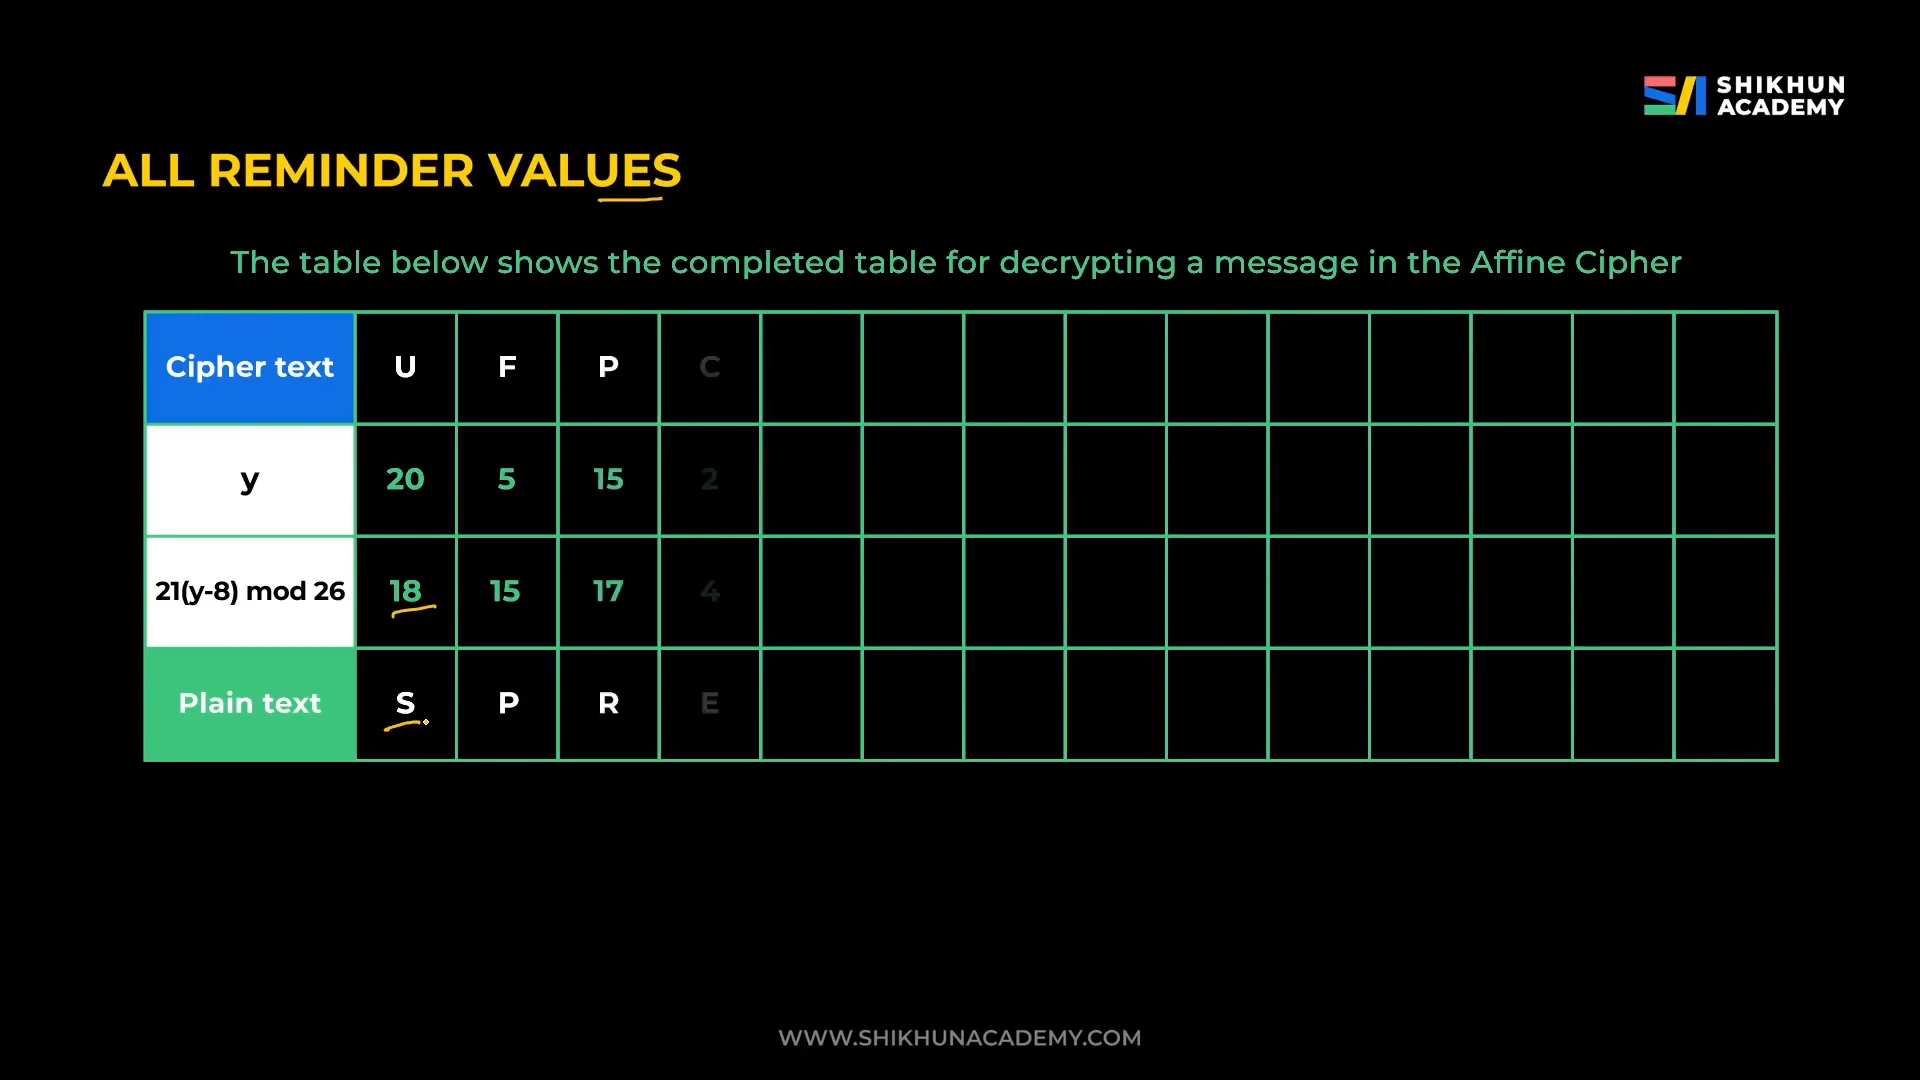 SHIKHUN
ACADEMY
ALL REMINDER VALUES
The table below shows the completed table for decrypting a message in the Affine Cipher
Cipher text U F P C
y 20 5 15 2
21(y-8) mod 26 18 15 17 4
Plain text S P R E
WWW.SHIKHUNACADEMY.COM